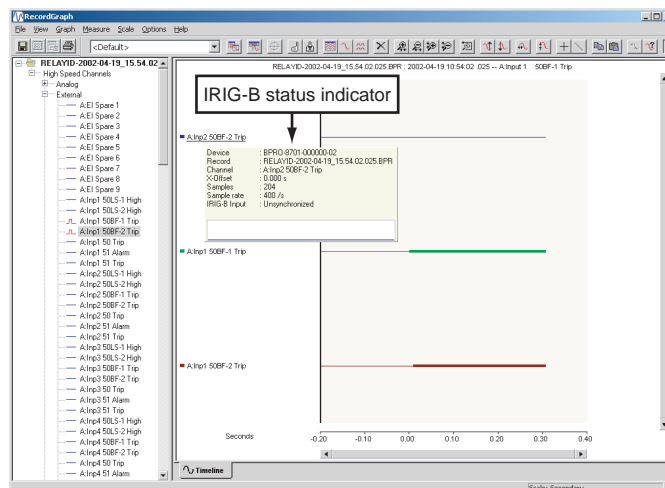 RecordGraph
File View Graph Measure Scale Options Help
<Default>
RELAYID-2002-04-19_15.54.02
High Speed Channels
Analog
External
A:EI Spare 1
A:EI Spare 2
A:EI Spare 3
A:EI Spare 4
A:EI Spare 5
A:EI Spare 6
A:EI Spare 7
A:EI Spare 8
A:EI Spare 9
A:Inp1 50LS-1 High
A:Inp1 50LS-2 High
A:Inp1 50BF-1 Trip
A:Inp1 50BF-2 Trip
A:Inp1 50 Trip
A:Inp1 51 Alarm
A:Inp1 51 Trip
A:Inp2 50LS-1 High
A:Inp2 50LS-2 High
A:Inp2 50BF-1 Trip
A:Inp2 50BF-2 Trip
A:Inp2 50 Trip
A:Inp2 51 Alarm
A:Inp2 51 Trip
A:Inp3 50LS-1 High
A:Inp3 50LS-2 High
A:Inp3 50BF-1 Trip
A:Inp3 50BF-2 Trip
A:Inp3 50 Trip
A:Inp3 51 Alarm
A:Inp3 51 Trip
A:Inp4 50LS-1 High
A:Inp4 50LS-2 High
A:Inp4 50BF-1 Trip
A:Inp4 50BF-2 Trip
A:Inp4 50 Trip
A:Inp4 51 Alarm
RELAYID-2002-04-19_15.54.02.025.BPR : 2002-04-19 10:54:02 .025 -- A:Input 1 50BF-1 Trip
IRIG-B status indicator
A:Inp2 50BF-2 Trip
Device : BPRO-8701-000000-02
Record : RELAYID-2002-04-19_15.54.02.025.BPR
Channel : A:Inp2 50BF-2 Trip
X-Offset : 0.000 s
Samples : 204
Sample rate : 400 /s
IRIG-B Input : Unsynchronized
A:Inp1 50BF-1 Trip
A:Inp1 50BF-2 Trip
Seconds
-0.20 -0.10 0.00 0.10 0.20 0.30 0.40
Timeline
Scale: Secondary